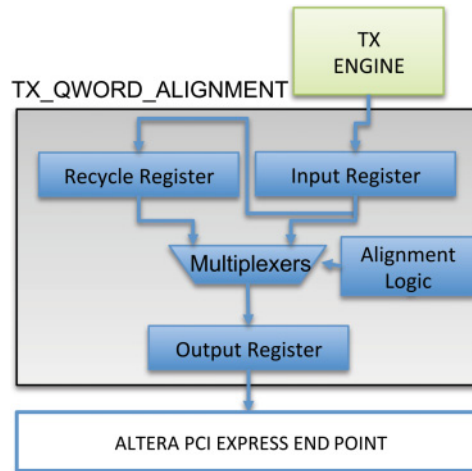 TX
ENGINE
TX_QWORD_ALIGNMENT
Recycle Register
Input Register
Multiplexers
Alignment
Logic
Output Register
ALTERA PCI EXPRESS END POINT